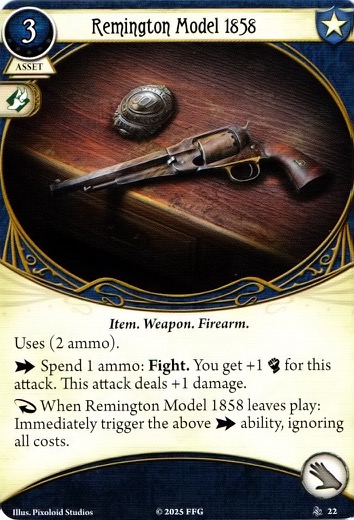 3
Remington Model 1858
ASSET
Item. Weapon. Firearm.
Uses (2 ammo).
Spend 1 ammo: Fight. You get +1 for this
attack. This attack deals +1 damage.
When Remington Model 1858 leaves play:
Immediately trigger the above ability, ignoring
all costs.
Illus. Pixoloid Studios
© 2025 FFG
22